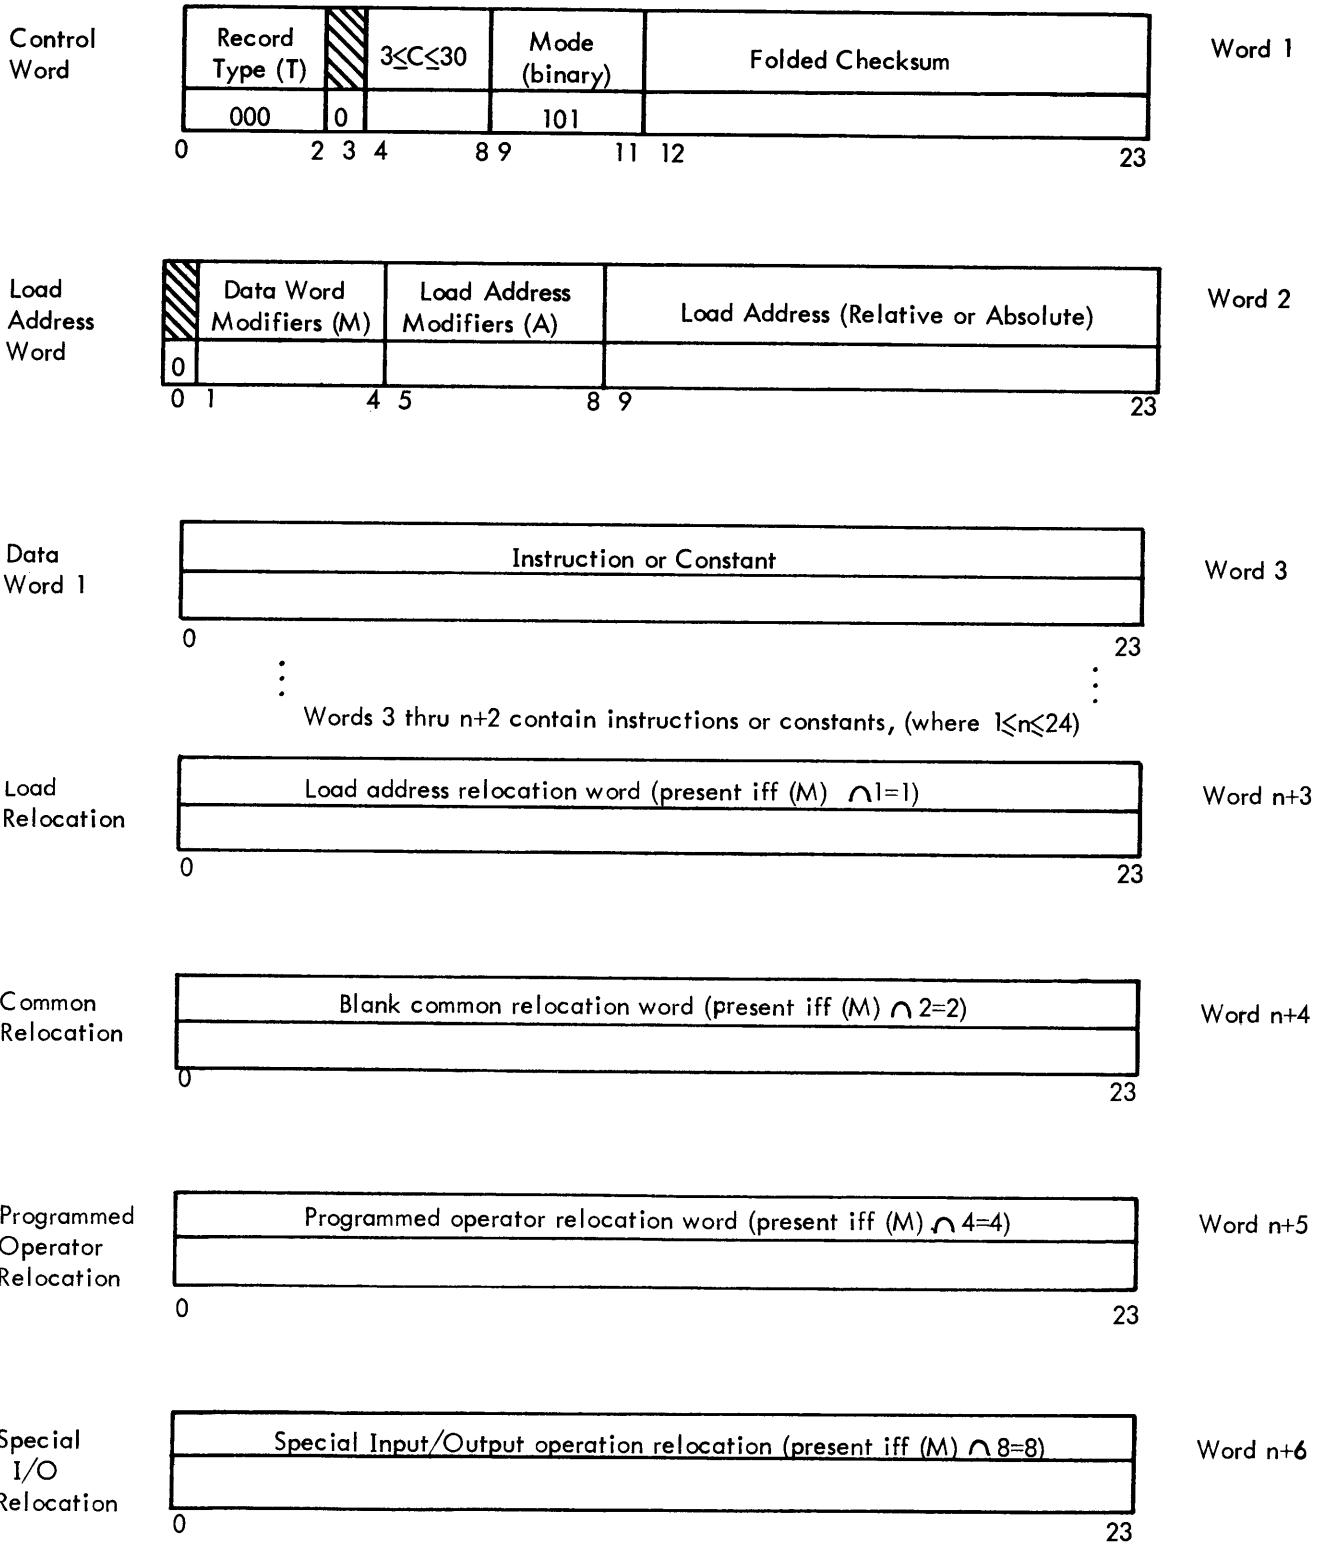 Control
Word
Record
Type (T)
3≤C≤30
Mode
(binary)
Folded Checksum
Word 1
000
0
101
0
2
3
4
8
9
11
12
23
Load
Address
Word
Data Word
Modifiers (M)
Load Address
Modifiers (A)
Load Address (Relative or Absolute)
Word 2
0
0
1
4
5
8
9
23
Data
Word 1
Instruction or Constant
Word 3
0
23
Words 3 thru n+2 contain instructions or constants, (where 1≤n≤24)
Load
Relocation
Load address relocation word (present iff (M) ∩1=1)
Word n+3
0
23
Common
Relocation
Blank common relocation word (present iff (M) ∩ 2=2)
Word n+4
0
23
Programmed
Operator
Relocation
Programmed operator relocation word (present iff (M) ∩ 4=4)
Word n+5
0
23
Special
I/O
Relocation
Special Input/Output operation relocation (present iff (M) ∩ 8=8)
Word n+6
0
23